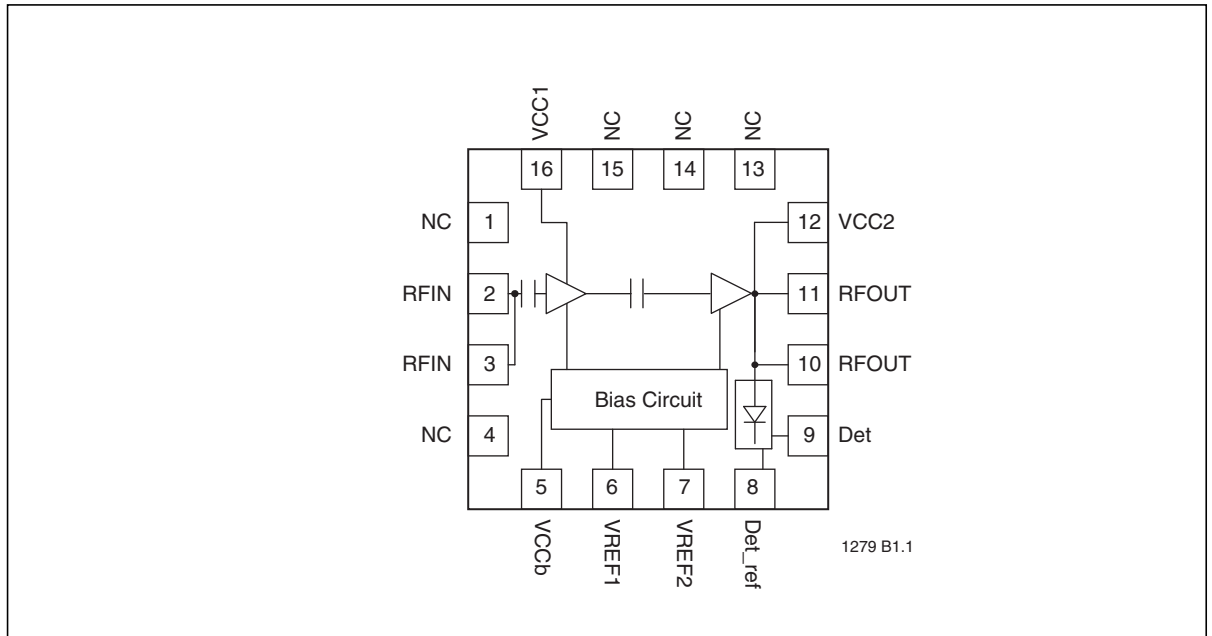 VCC1
NC
NC
NC
16
15
14
13
NC
1
12
VCC2
RFIN
2
11
RFOUT
RFIN
3
10
RFOUT
Bias Circuit
NC
4
9
Det
5
6
7
8
VCCb
VREF1
VREF2
Det_ref
1279 B1.1